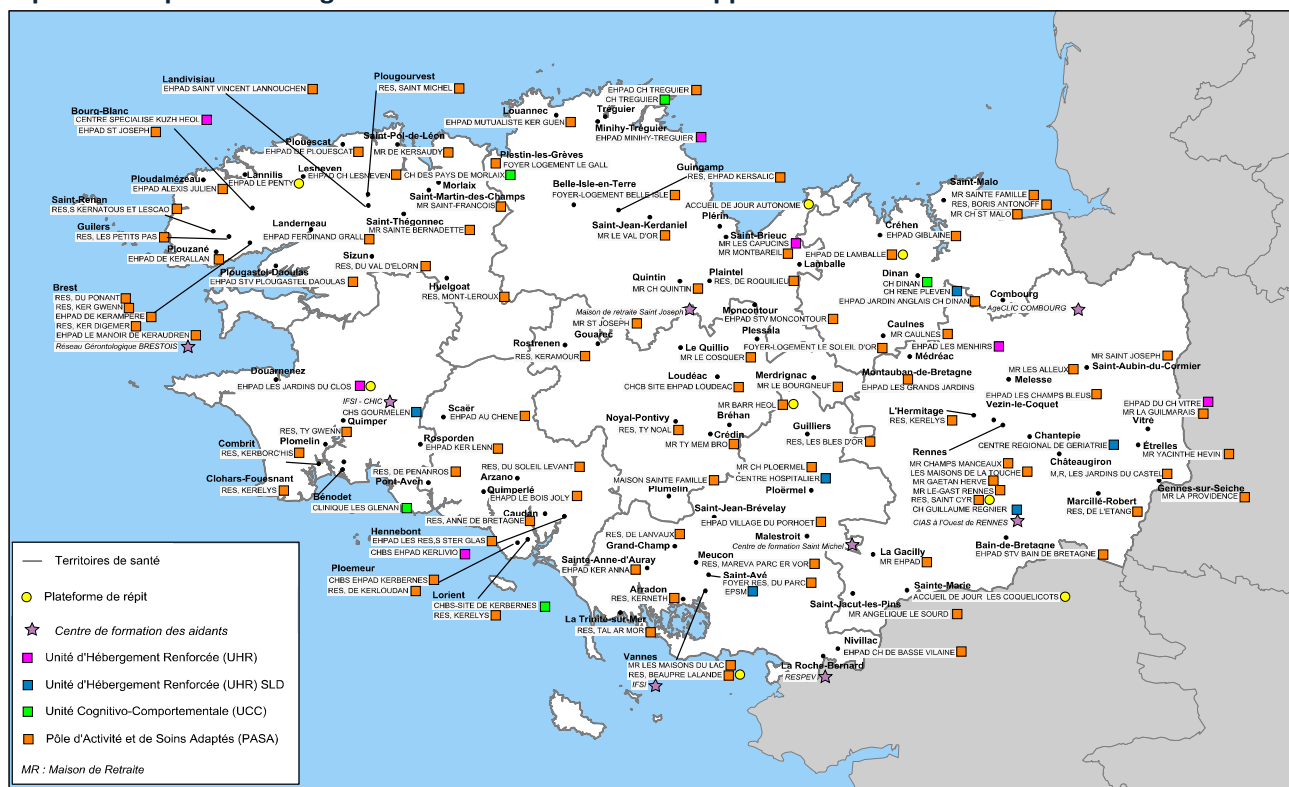 Landivisiau
EHPAD SAINT VINCENT LANNOUCHEN
Plougourvest
RES, SAINT MICHEL
Bourg-Blanc
CENTRE SPECIALISE KUZH HEOL
EHPAD ST JOSEPH
Plouescat
EHPAD DE PLOUESCAT
Saint-Pol-de-Léon
MR DE KERSAUDY
Louannec
EHPAD MUTUALISTE KER GUEN
EHPAD CH TREGUIER
CH TREGUIER
Tréguier
Minihy-Tréguier
EHPAD MINIHY-TREGUIER
Plestin-les-Grèves
FOYER LOGEMENT LE GALL
Lannilis
EHPAD LE PENTY
Lesneven
EHPAD CH LESNEVEN
CH DES PAYS DE MORLAIX
Morlaix
Ploudalmézeau
EHPAD ALEXIS JULIEN
Saint-Martin-des-Champs
MR SAINT-FRANCOIS
Belle-Isle-en-Terre
FOYER-LOGEMENT BELLE ISLE
Guingamp
RES, EHPAD KERSALIC
ACCUEIL DE JOUR AUTONOME
Saint-Malo
MR SAINTE FAMILLE
RES, BORIS ANTONOFF
MR CH ST MALO
Saint-Renan
RES,S KERNATOUS ET LESCAO
Guilers
RES, LES PETITS PAS
Landerneau
EHPAD FERDINAND GRALL
Saint-Thégonnec
MR SAINTE BERNADETTE
Saint-Jean-Kerdaniel
MR LE VAL D'OR
Plérin
Saint-Brieuc
MR LES CAPUCINS
MR MONTBAREIL
Créhen
EHPAD GIBLAINE
Plouzané
EHPAD DE KERALLAN
Sizun
RES, DU VAL D'ELORN
EHPAD DE LAMBALLE
Lamballe
Plougastel-Daoulas
EHPAD STV PLOUGASTEL DAOULAS
Huelgoat
RES, MONT-LEROUX
Quintin
MR CH QUINTIN
Plaintel
RES, DE ROQUILIEU
Dinan
CH DINAN
CH RENE PLEVEN
EHPAD JARDIN ANGLAIS CH DINAN
Combourg
AgeCLIC COMBOURG
Brest
RES, DU PONANT
RES, KER GWENN
EHPAD DE KERAMPERE
RES, KER DIGEMER
EHPAD LE MANOIR DE KERAUDREN
Réseau Gérontologique BRESTOIS
Maison de retraite Saint Joseph
MR ST JOSEPH
Gouarec
Rostrenen
RES, KERAMOUR
Moncontour
EHPAD STV MONCONTOUR
Plessala
FOYER-LOGEMENT LE SOLEIL D'OR
Le Quillio
MR LE COSQUER
Caulnes
MR CAULNES
EHPAD LES MENHIRS
Médréac
MR SAINT JOSEPH
Saint-Aubin-du-Cormier
Douarnenez
EHPAD LES JARDINS DU CLOS
IFSI - CHIC
CHS GOURMELEN
Quimper
RES, TY GWENN
Loudéac
CHCB SITE EHPAD LOUDEAC
Merdrignac
MR LE BOURGNEUF
Montauban-de-Bretagne
EHPAD LES GRANDS JARDINS
MR LES ALLEUX
Melesse
EHPAD LES CHAMPS BLEUS
Scaër
EHPAD AU CHENE
MR BARR HEOL
Bréhan
Noyal-Pontivy
RES, TY NOAL
Crédin
MR TY MEM BRO
Guilliers
RES, LES BLES D'OR
L'Hermitage
RES, KERELYS
Vezin-le-Coquet
EHPAD DU CH VITRE
MR LA GUILMARAIS
Vitré
Plomelin
Combrit
RES, KERBORC'HIS
Rosporden
EHPAD KER LENN
Rennes
Chantepie
CENTRE REGIONAL DE GERIATRIE
Étrelles
MR YACINTHE HEVIN
Clohars-Fouesnant
RES, KERELYS
RES, DE PENANROS
Pont-Aven
RES, DU SOLEIL LEVANT
Arzano
MR CH PLOERMEL
CENTRE HOSPITALIER
Ploërmel
MR CHAMPS MANCEAUX
LES MAISONS DE LA TOUCHE
MR GAETAN HERVE
MR LE-GAST RENNES
RES, SAINT CYR
CH GUILLAUME REGNIER
CIAS à l'Ouest de RENNES
Châteaugiron
M,R, LES JARDINS DU CASTEL
Gennes-sur-Seiche
MR LA PROVIDENCE
Bénodet
CLINIQUE LES GLENAN
Quimperlé
EHAPD LE BOIS JOLY
MAISON SAINTE FAMILLE
Plumelin
Marcillé-Robert
RES, DE L'ETANG
Caudan
RES, ANNE DE BRETAGNE
Saint-Jean-Brévelay
EHPAD VILLAGE DU PORHOET
Hennebont
EHPAD LES RES,S STER GLAS
CHBS EHPAD KERLIVIO
RES, DE LANVAUX
Grand-Champ
Malestroit
Centre de formation Saint Michel
Bain-de-Bretagne
EHPAD STV BAIN DE BRETAGNE
La Gacilly
MR EHPAD
Ploemeur
CHBS EHPAD KERBERNES
RES, DE KERLOUDAN
Sainte-Anne-d'Auray
EHPAD KER ANNA
Meucon
RES, MAREVA PARC ER VOR
Saint-Avé
FOYER RES, DU PARC
EPSM
Sainte-Marie
ACCUEIL DE JOUR LES COQUELICOTS
Lorient
CHBS-SITE DE KERBERNES
RES, KERELYS
Arradon
RES, KERNETH
Saint-Jacut-les-Pins
MR ANGELIQUE LE SOURD
La Trinité-sur-Mer
RES, TAL AR MOR
Nivillac
EHPAD CH DE BASSE VILAINE
Vannes
MR LES MAISONS DU LAC
RES, BEAUPRE LALANDE
IFSI
La Roche-Bernard
RESPEV
Territoires de santé
Plateforme de répit
Centre de formation des aidants
Unité d'Hébergement Renforcée (UHR)
Unité d'Hébergement Renforcée (UHR) SLD
Unité Cognitivo-Comportementale (UCC)
Pôle d'Activité et de Soins Adaptés (PASA)
MR : Maison de Retraite